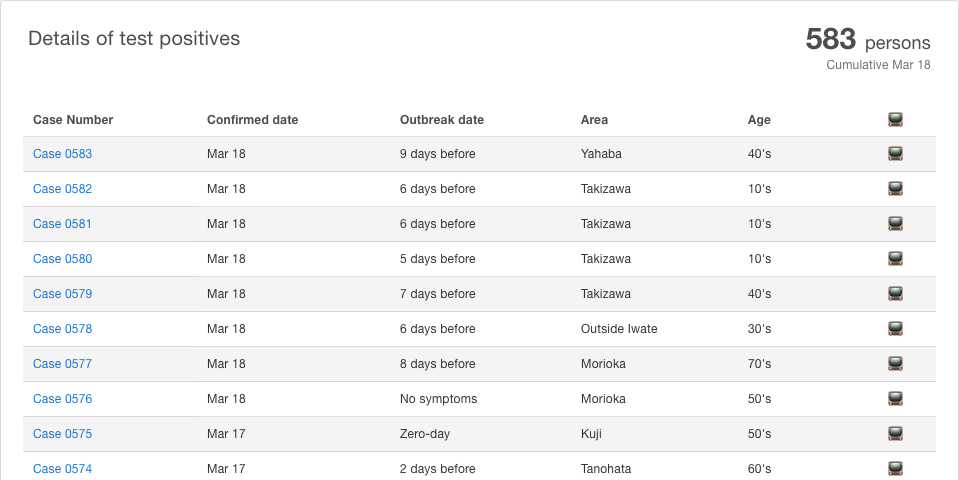 Details of test positives
583 persons
Cumulative Mar 18
Case Number Confirmed date Outbreak date Area Age
Case 0583 Mar 18 9 days before Yahaba 40's
Case 0582 Mar 18 6 days before Takizawa 10's
Case 0581 Mar 18 6 days before Takizawa 10's
Case 0580 Mar 18 5 days before Takizawa 10's
Case 0579 Mar 18 7 days before Takizawa 40's
Case 0578 Mar 18 6 days before Outside Iwate 30's
Case 0577 Mar 18 8 days before Morioka 70's
Case 0576 Mar 18 No symptoms Morioka 50's
Case 0575 Mar 17 Zero-day Kuji 50's
Case 0574 Mar 17 2 days before Tanohata 60's